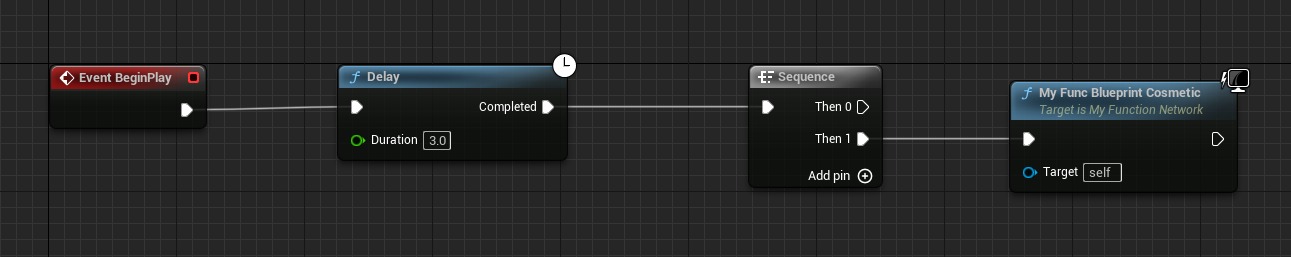 Event BeginPlay
Delay
Completed
Duration 3.0
Sequence
Then 0
Then 1
Add pin
My Func Blueprint Cosmetic
Target is My Function Network
Target self